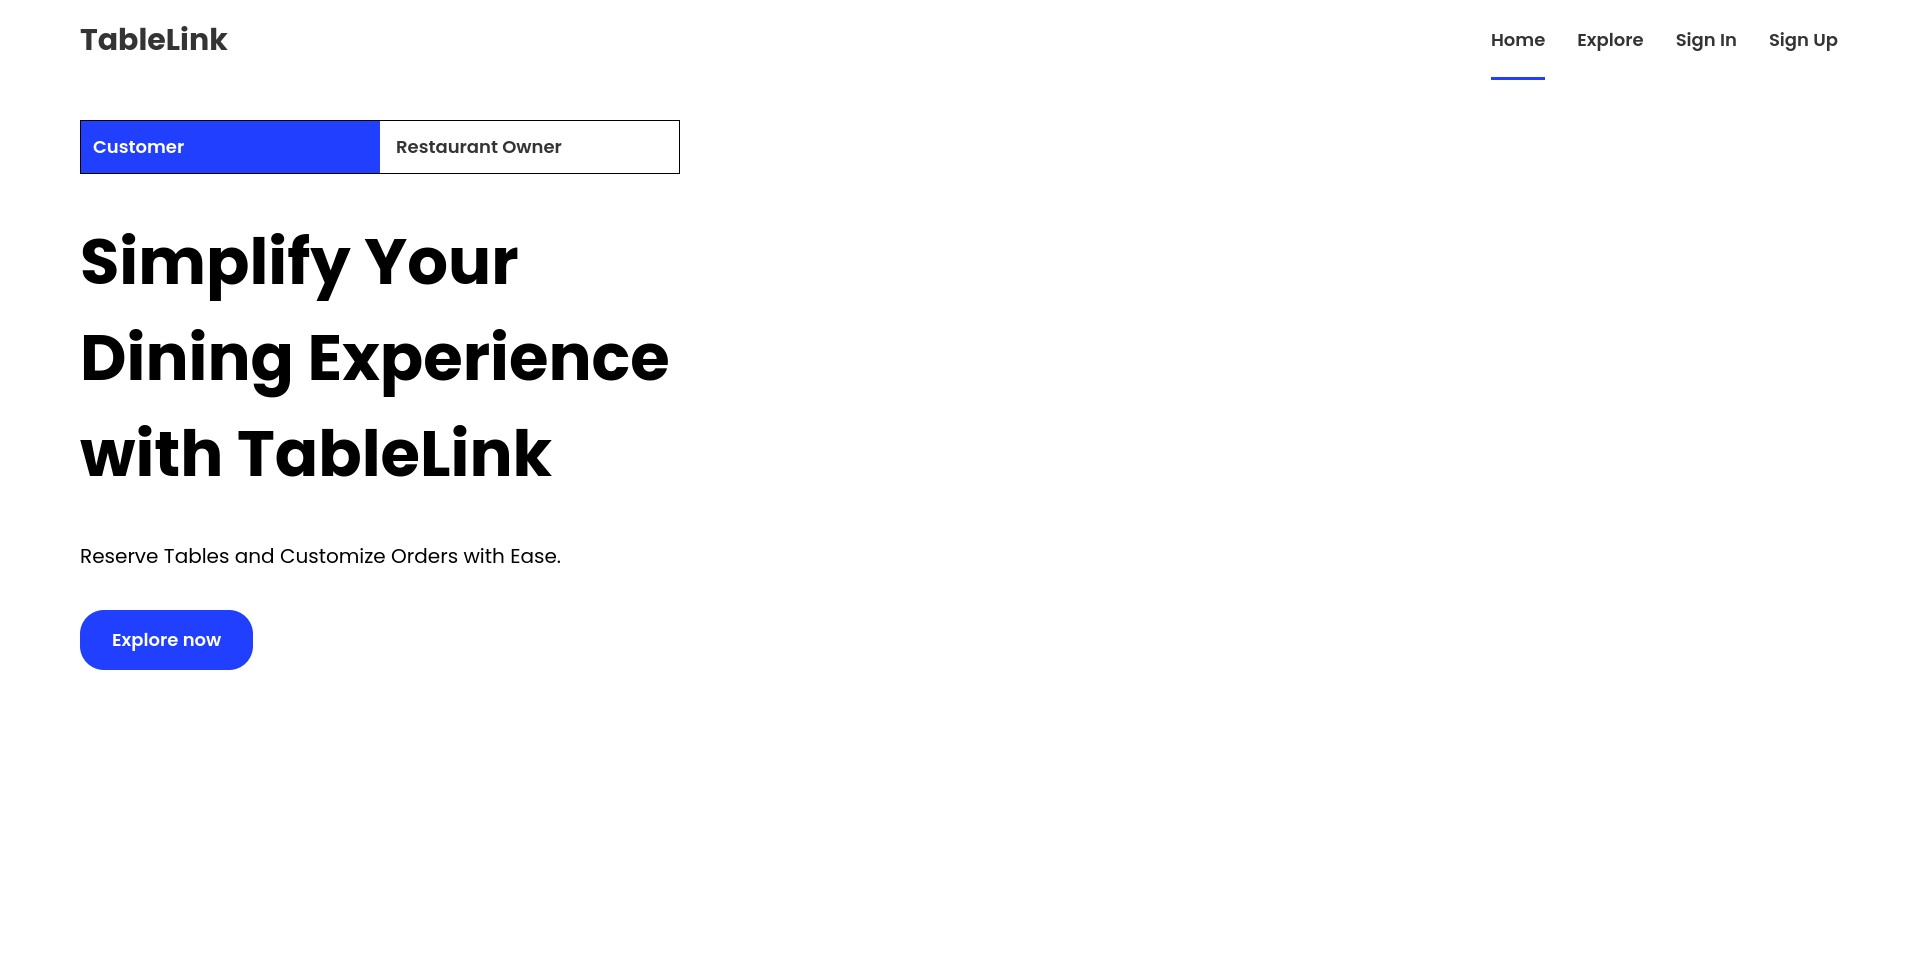 TableLink
Home Explore Sign In Sign Up
Customer Restaurant Owner
Simplify Your
Dining Experience
with TableLink
Reserve Tables and Customize Orders with Ease.
Explore now